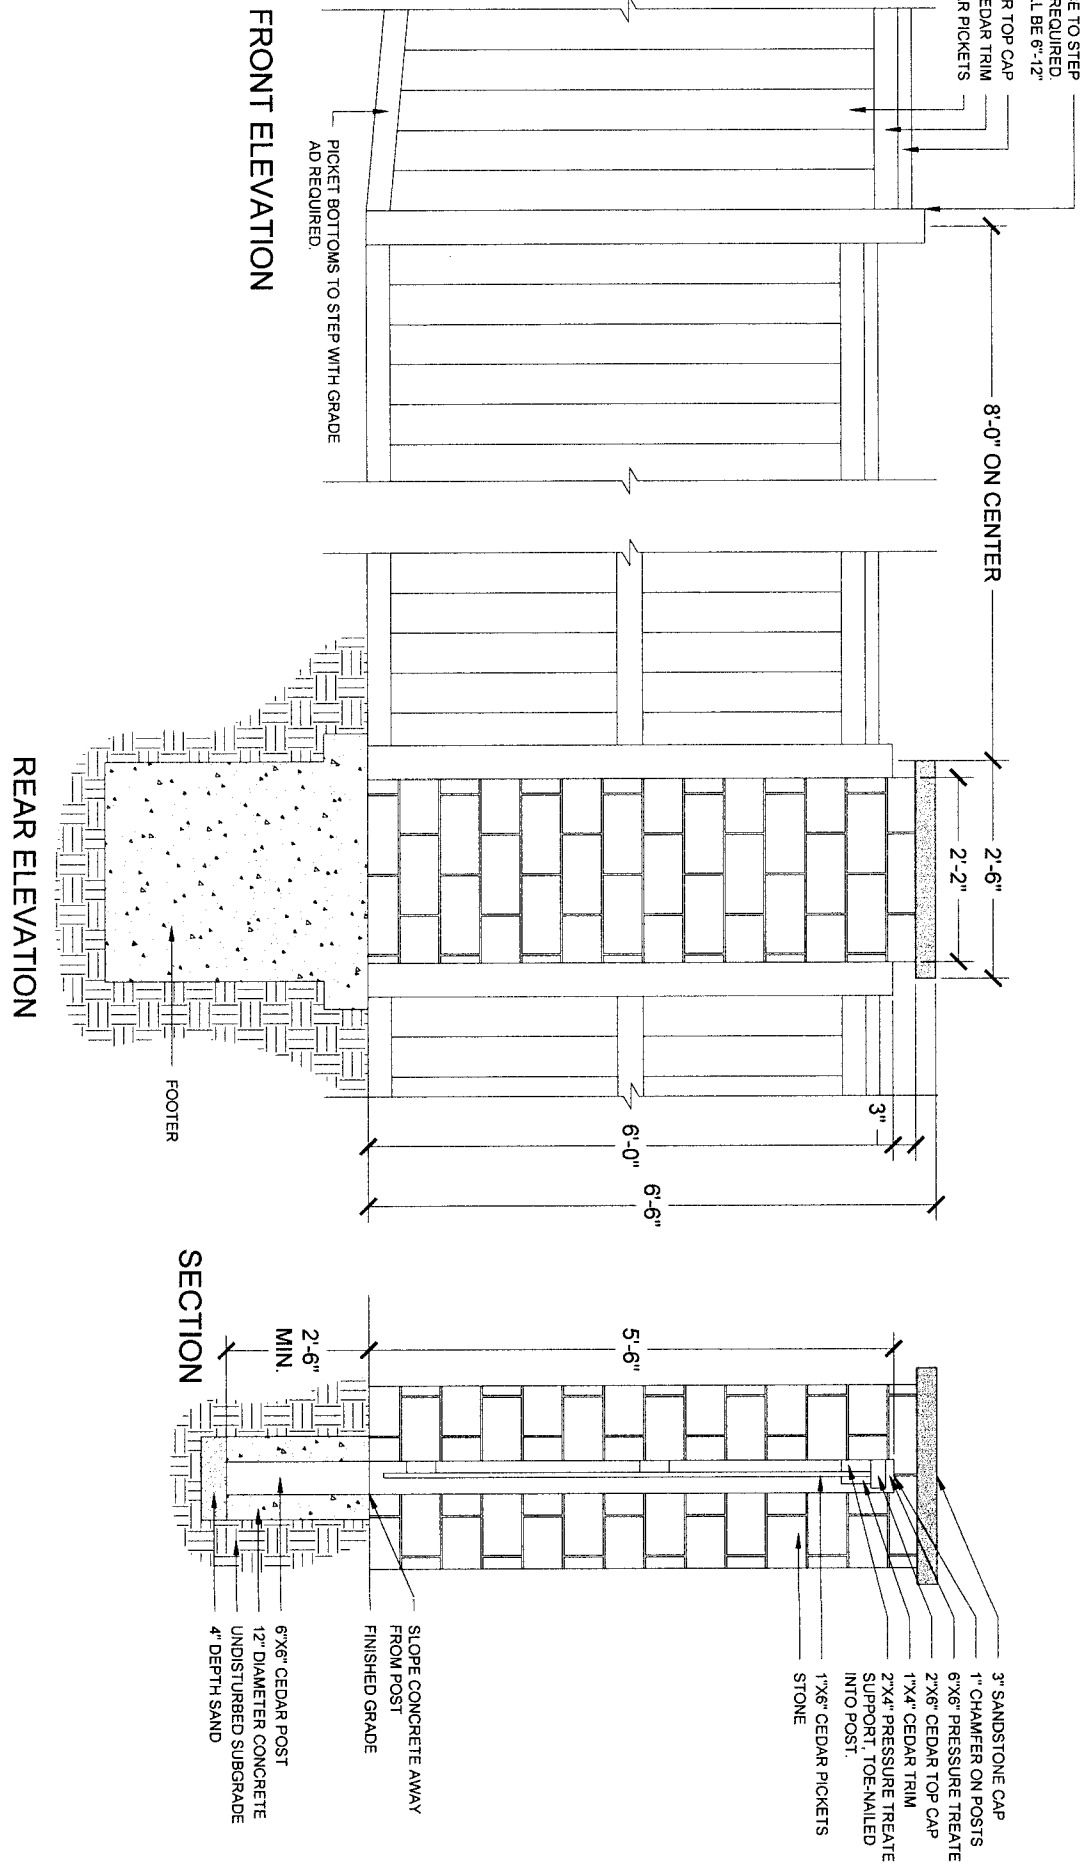 E TO STEP
REQUIRED.
LL BE 6"-12"
R TOP CAP
EDAR TRIM
R PICKETS
PICKET BOTTOMS TO STEP WITH GRADE
AD REQUIRED.
FRONT ELEVATION
8'-0" ON CENTER
2'-6"
2'-2"
3"
6'-0"
6'-6"
FOOTER
REAR ELEVATION
5'-6"
2'-6"
MIN.
SECTION
3" SANDSTONE CAP
1" CHAMFER ON POSTS
6"X6" PRESSURE TREATE
2"X6" CEDAR TOP CAP
1"X4" CEDAR TRIM
2"X4" PRESSURE TREATE
SUPPORT, TOE-NAILED
INTO POST.
1"X6" CEDAR PICKETS
STONE
SLOPE CONCRETE AWAY
FROM POST
FINISHED GRADE
6"X6" CEDAR POST
12" DIAMETER CONCRETE
UNDISTURBED SUBGRADE
4" DEPTH SAND